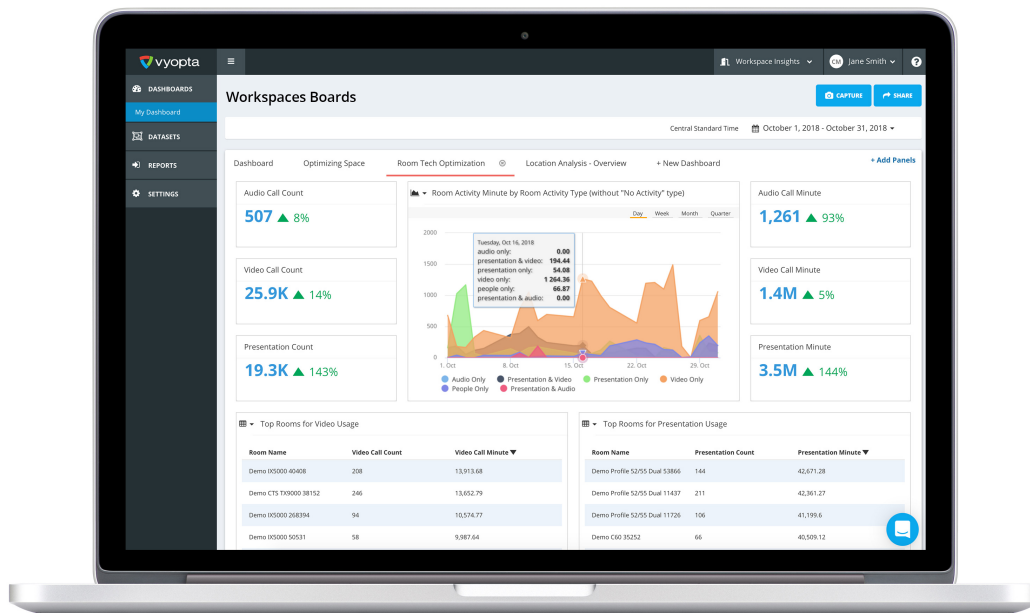 vyopta
Workspace Insights
CM
Jane Smith
?
DASHBOARDS
My Dashboard
DATASETS
REPORTS
SETTINGS
Workspaces Boards
CAPTURE
SHARE
Central Standard Time
October 1, 2018 - October 31, 2018
Dashboard
Optimizing Space
Room Tech Optimization
Location Analysis - Overview
+ New Dashboard
+ Add Panels
Audio Call Count
507 ▲ 8%
Video Call Count
25.9K ▲ 14%
Presentation Count
19.3K ▲ 143%
Room Activity Minute by Room Activity Type (without "No Activity" type)
Day Week Month Quarter
2000
1500
1000
500
0
Tuesday, Oct 16, 2018
audio only: 0.00
presentation & video: 194.44
presentation only: 54.08
video only: 1 264.36
people only: 66.87
presentation & audio: 0.00
1. Oct 8. Oct 15. Oct 22. Oct 29. Oct
Audio Only Presentation & Video Presentation Only Video Only
People Only Presentation & Audio
Audio Call Minute
1,261 ▲ 93%
Video Call Minute
1.4M ▲ 5%
Presentation Minute
3.5M ▲ 144%
Top Rooms for Video Usage
Room Name Video Call Count Video Call Minute ▼
Demo IX5000 40408 208 13,913.68
Demo CTS TX9000 38152 246 13,652.79
Demo IX5000 268394 94 10,574.77
Demo IX5000 50531 58 9,987.64
Top Rooms for Presentation Usage
Room Name Presentation Count Presentation Minute ▼
Demo Profile 52/55 Dual 53866 144 42,671.28
Demo Profile 52/55 Dual 11437 211 42,361.27
Demo Profile 52/55 Dual 11726 106 41,199.6
Demo C60 35252 66 40,509.12